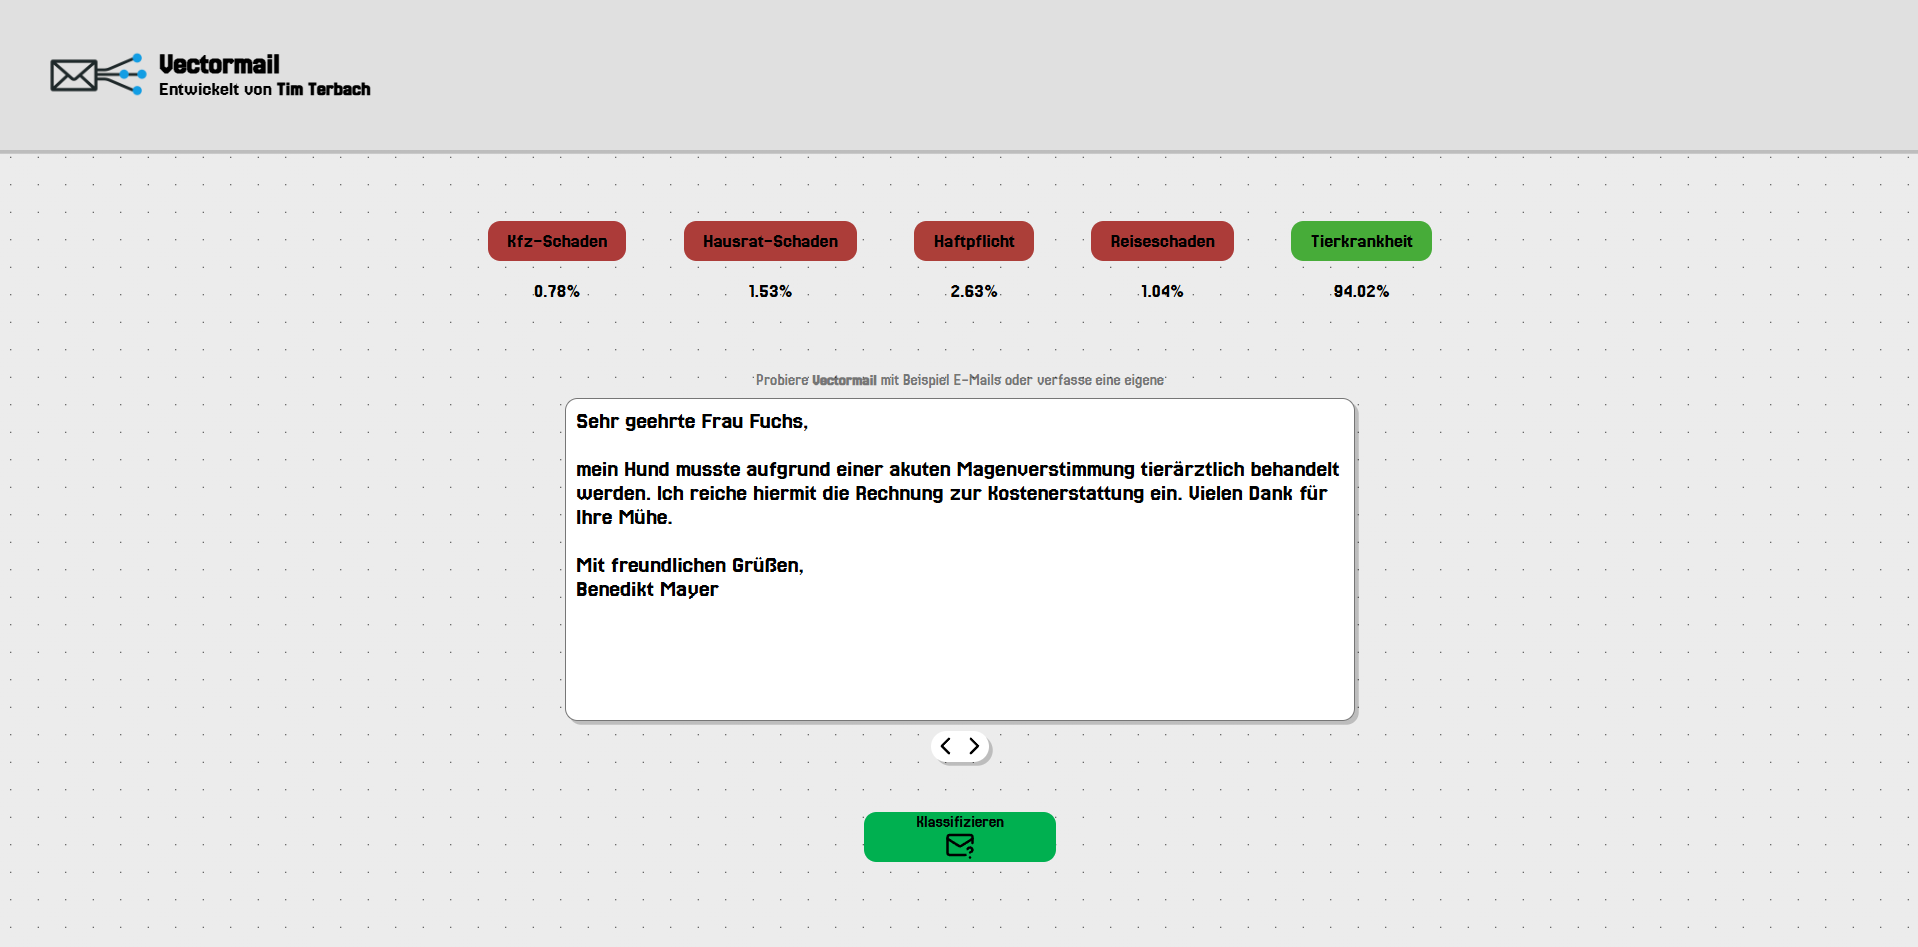 Vectormail
Entwickelt von Tim Terbach
Kfz-Schaden
Hausrat-Schaden
Haftpflicht
Reiseschaden
Tierkrankheit
0.78%
1.53%
2.63%
1.04%
94.02%
Probiere Vectormail mit Beispiel E-Mails oder verfasse eine eigene
Sehr geehrte Frau Fuchs,
mein Hund musste aufgrund einer akuten Magenverstimmung tierärztlich behandelt
werden. Ich reiche hiermit die Rechnung zur Kostenerstattung ein. Vielen Dank für
Ihre Mühe.
Mit freundlichen Grüßen,
Benedikt Mayer
Klassifizieren